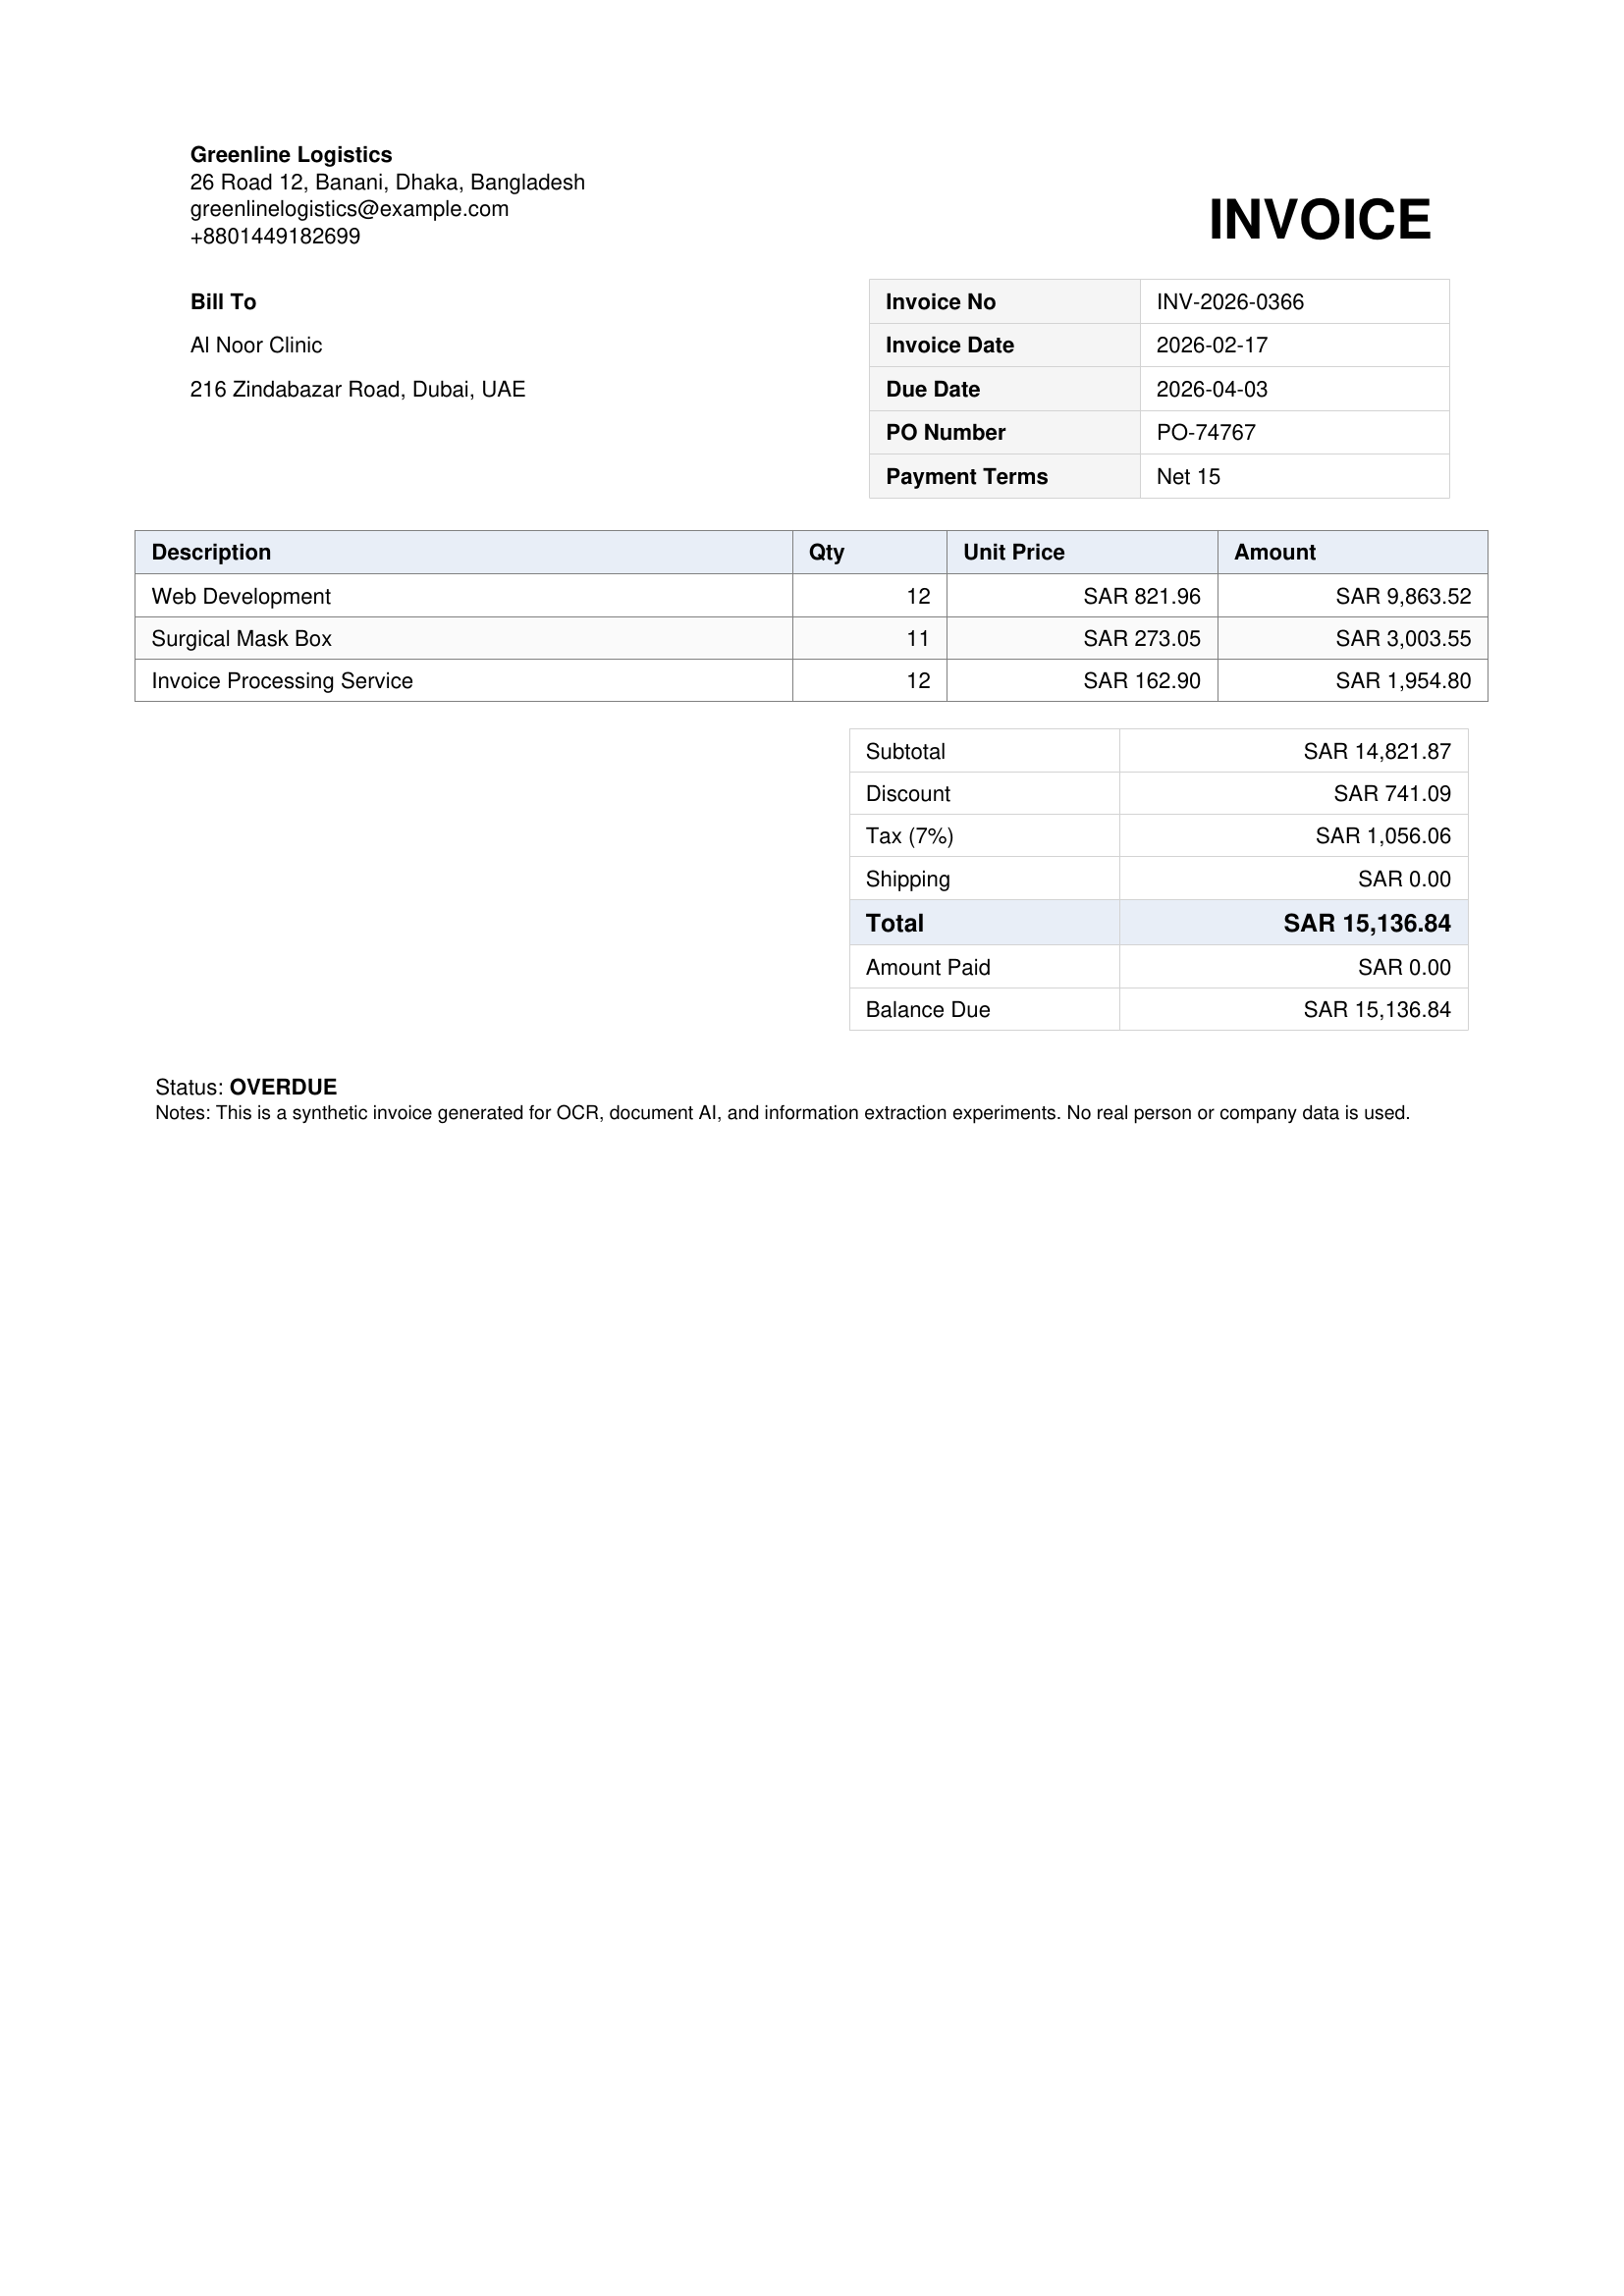 Greenline Logistics
26 Road 12, Banani, Dhaka, Bangladesh
greenlinelogistics@example.com
+8801449182699
INVOICE
Bill To
Al Noor Clinic
216 Zindabazar Road, Dubai, UAE
Invoice No INV-2026-0366
Invoice Date 2026-02-17
Due Date 2026-04-03
PO Number PO-74767
Payment Terms Net 15
Description Qty Unit Price Amount
Web Development 12 SAR 821.96 SAR 9,863.52
Surgical Mask Box 11 SAR 273.05 SAR 3,003.55
Invoice Processing Service 12 SAR 162.90 SAR 1,954.80
Subtotal SAR 14,821.87
Discount SAR 741.09
Tax (7%) SAR 1,056.06
Shipping SAR 0.00
Total SAR 15,136.84
Amount Paid SAR 0.00
Balance Due SAR 15,136.84
Status: OVERDUE
Notes: This is a synthetic invoice generated for OCR, document AI, and information extraction experiments. No real person or company data is used.